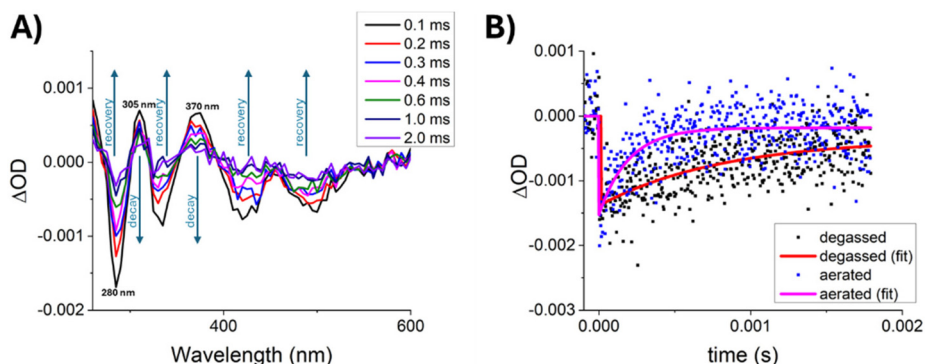 A)
0.1 ms
0.2 ms
0.3 ms
0.4 ms
0.6 ms
1.0 ms
2.0 ms
305 nm
370 nm
recovery
recovery
recovery
recovery
decay
decay
280 nm
0.001
0.000
-0.001
-0.002
ΔOD
400
600
Wavelength (nm)
B)
0.001
0.000
-0.001
-0.002
-0.003
ΔOD
degassed
degassed (fit)
aerated
aerated (fit)
0.000
0.001
0.002
time (s)